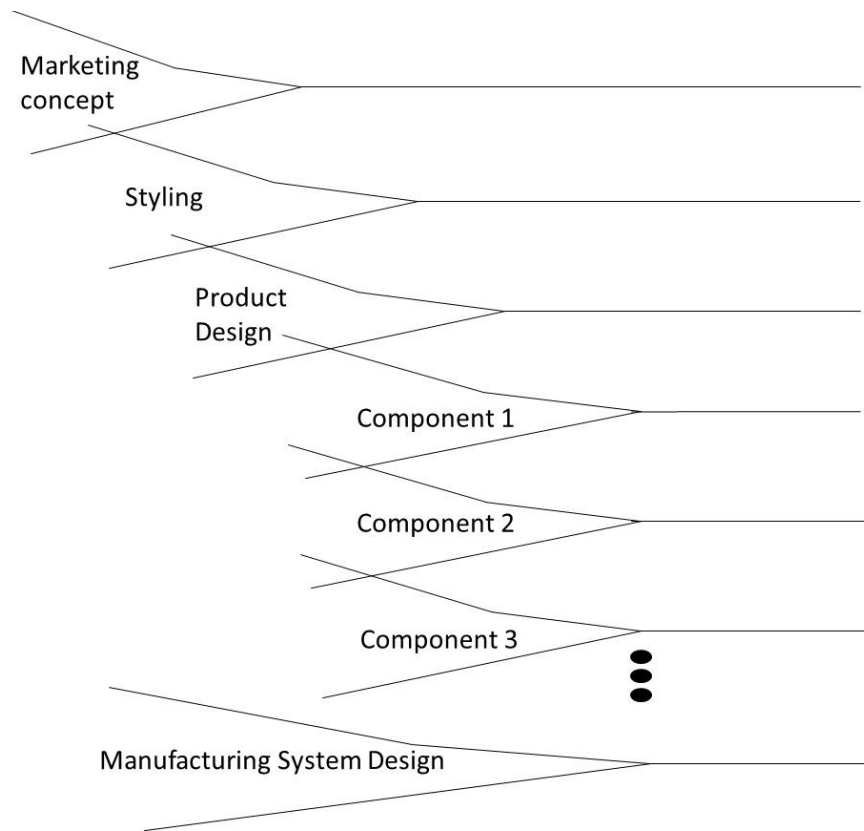 Marketing
concept
Styling
Product
Design
Component 1
Component 2
Component 3
Manufacturing System Design